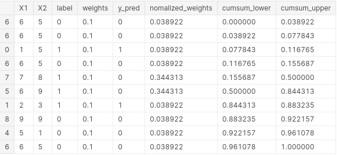 X1 X2 label weights y_pred nomalized_weights cumsum_lower cumsum_upper
6 6 5 0 0.1 0 0.038922 0.000000 0.038922
6 6 5 0 0.1 0 0.038922 0.038922 0.077843
0 1 5 1 0.1 1 0.038922 0.077843 0.116765
6 6 5 0 0.1 0 0.038922 0.116765 0.155687
7 7 8 1 0.1 0 0.344313 0.155687 0.500000
5 6 9 1 0.1 0 0.344313 0.500000 0.844313
1 2 3 1 0.1 1 0.038922 0.844313 0.883235
8 9 9 0 0.1 0 0.038922 0.883235 0.922157
4 5 1 0 0.1 0 0.038922 0.922157 0.961078
6 6 5 0 0.1 0 0.038922 0.961078 1.000000